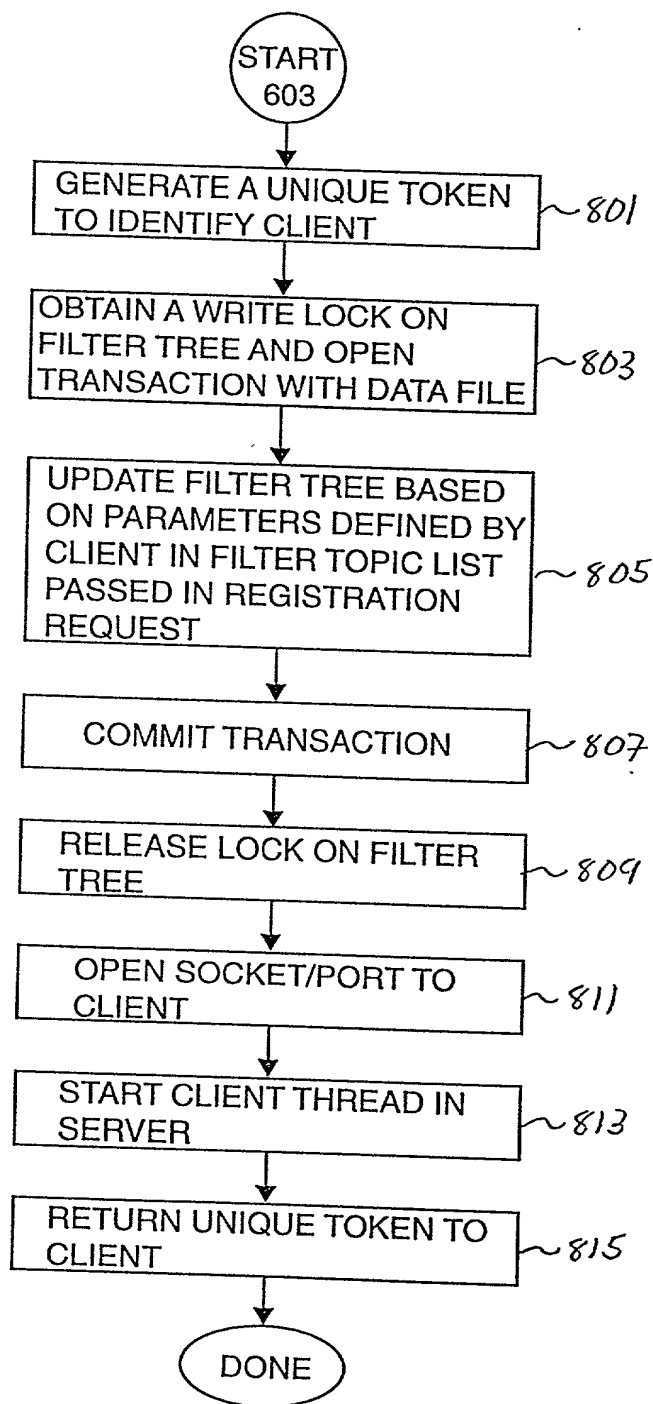 START
603
GENERATE A UNIQUE TOKEN
TO IDENTIFY CLIENT
801
OBTAIN A WRITE LOCK ON
FILTER TREE AND OPEN
TRANSACTION WITH DATA FILE
803
UPDATE FILTER TREE BASED
ON PARAMETERS DEFINED BY
CLIENT IN FILTER TOPIC LIST
PASSED IN REGISTRATION
REQUEST
805
COMMIT TRANSACTION
807
RELEASE LOCK ON FILTER
TREE
809
OPEN SOCKET/PORT TO
CLIENT
811
START CLIENT THREAD IN
SERVER
813
RETURN UNIQUE TOKEN TO
CLIENT
815
DONE